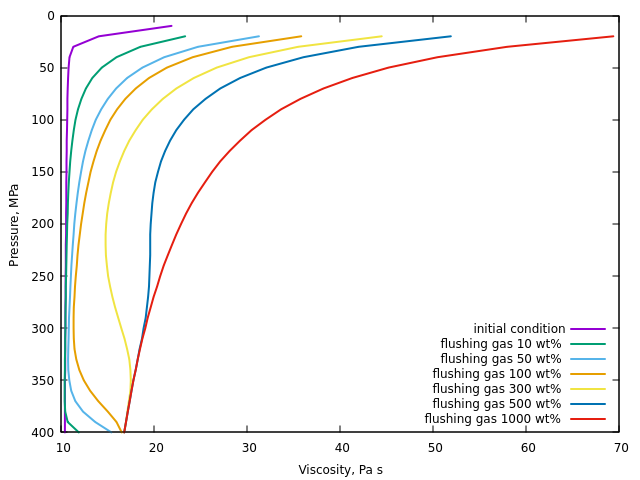 0
50
100
150
200
250
300
350
400
Pressure, MPa
initial condition
flushing gas 10 wt%
flushing gas 50 wt%
flushing gas 100 wt%
flushing gas 300 wt%
flushing gas 500 wt%
flushing gas 1000 wt%
10 20 30 40 50 60 70
Viscosity, Pa s